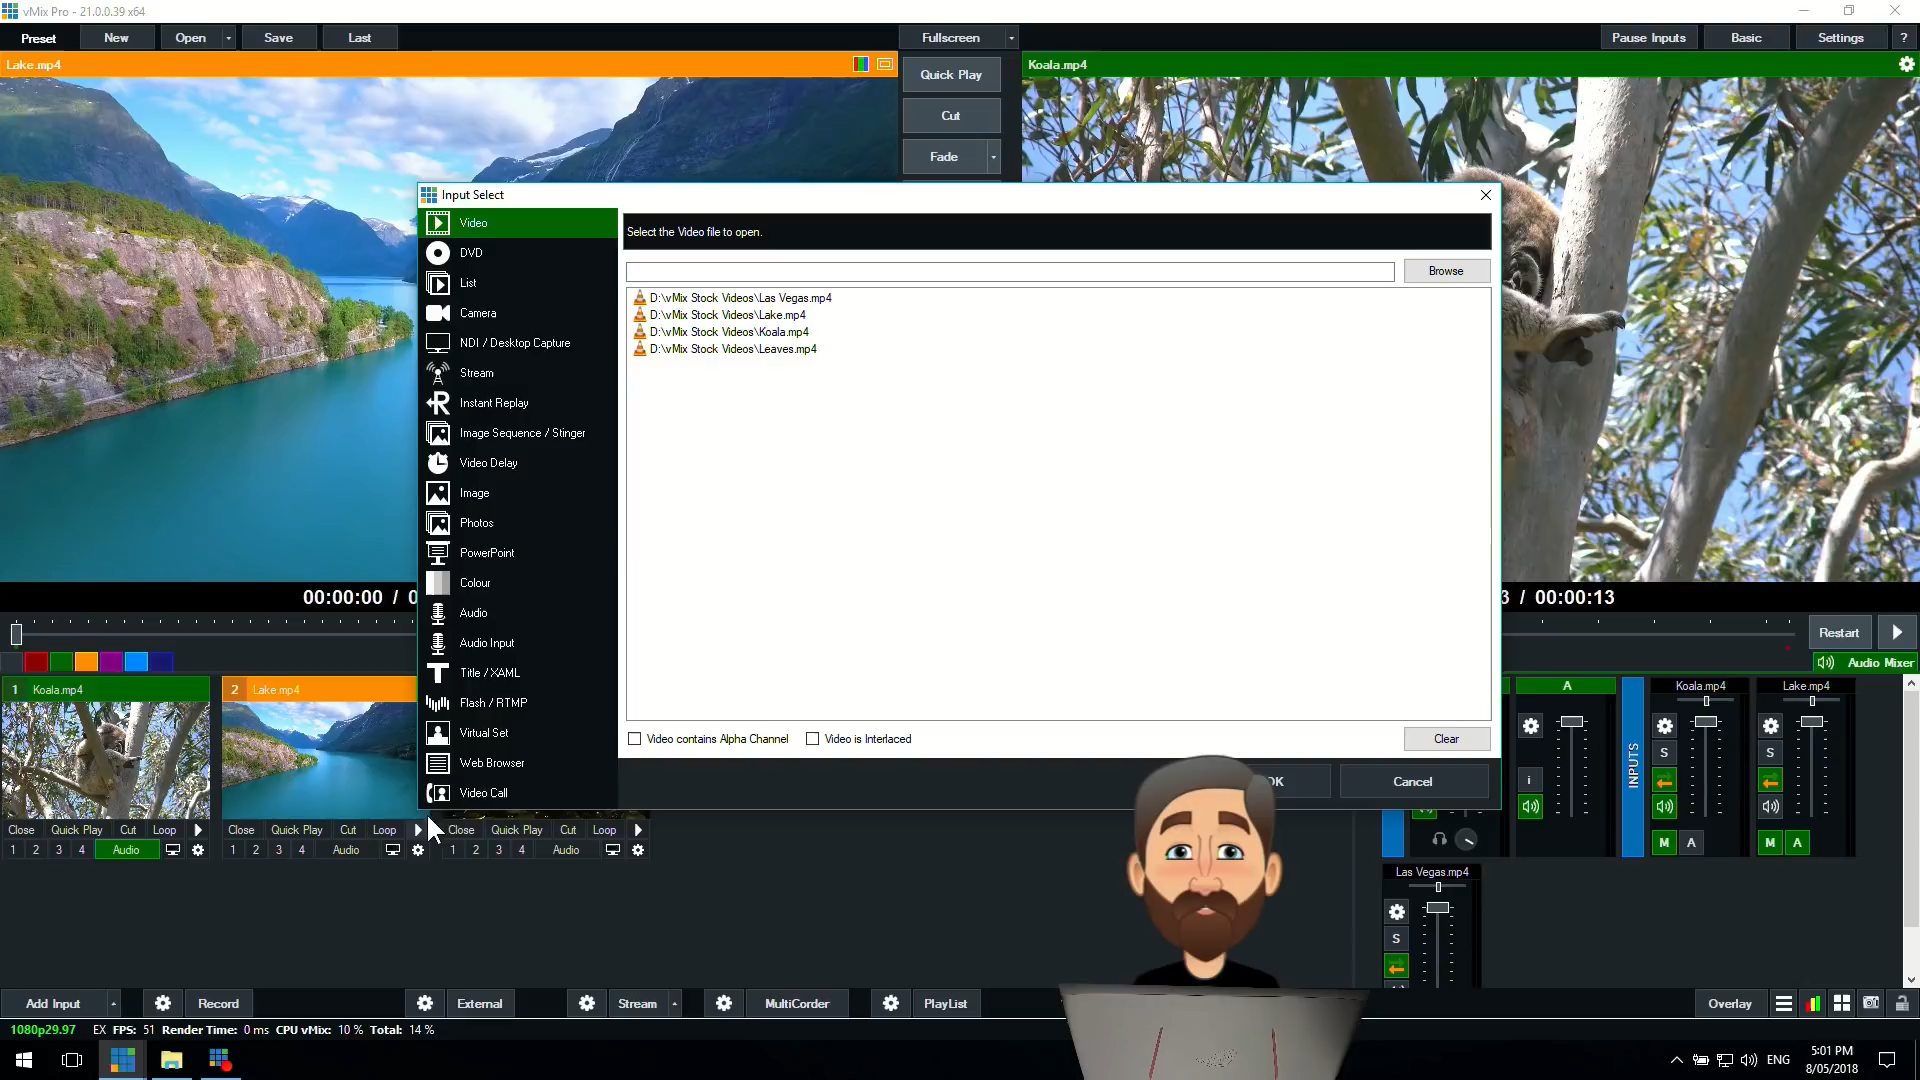 vMix Pro - 21.0.0.39 x64
Preset New Open Save Last Fullscreen Pause Inputs Basic Settings ?
Lake.mp4
Quick Play
Cut
Fade
Koala.mp4
Input Select
Video
DVD
List
Camera
NDI / Desktop Capture
Stream
Instant Replay
Image Sequence / Stinger
Video Delay
Image
Photos
PowerPoint
Colour
Audio
Audio Input
Title / XAML
Flash / RTMP
Virtual Set
Web Browser
Video Call
Select the Video file to open.
Browse
D:\vMix Stock Videos\Las Vegas.mp4
D:\vMix Stock Videos\Lake.mp4
D:\vMix Stock Videos\Koala.mp4
D:\vMix Stock Videos\Leaves.mp4
Video contains Alpha Channel Video is Interlaced Clear
Cancel
00:00:00 /
/ 00:00:13
Restart
Audio Mixer
1 Koala.mp4
2 Lake.mp4
Close Quick Play Cut Loop
1 2 3 4 Audio
Close Quick Play Cut Loop
1 2 3 4 Audio
Close Quick Play Cut Loop
1 2 3 4 Audio
A
i
INPUTS
Koala.mp4
S
M A
Lake.mp4
S
M A
Las Vegas.mp4
S
Add Input Record External Stream MultiCorder PlayList Overlay
1080p29.97 EX FPS: 51 Render Time: 0 ms CPU vMix: 10 % Total: 14 %
ENG
5:01 PM
8/05/2018